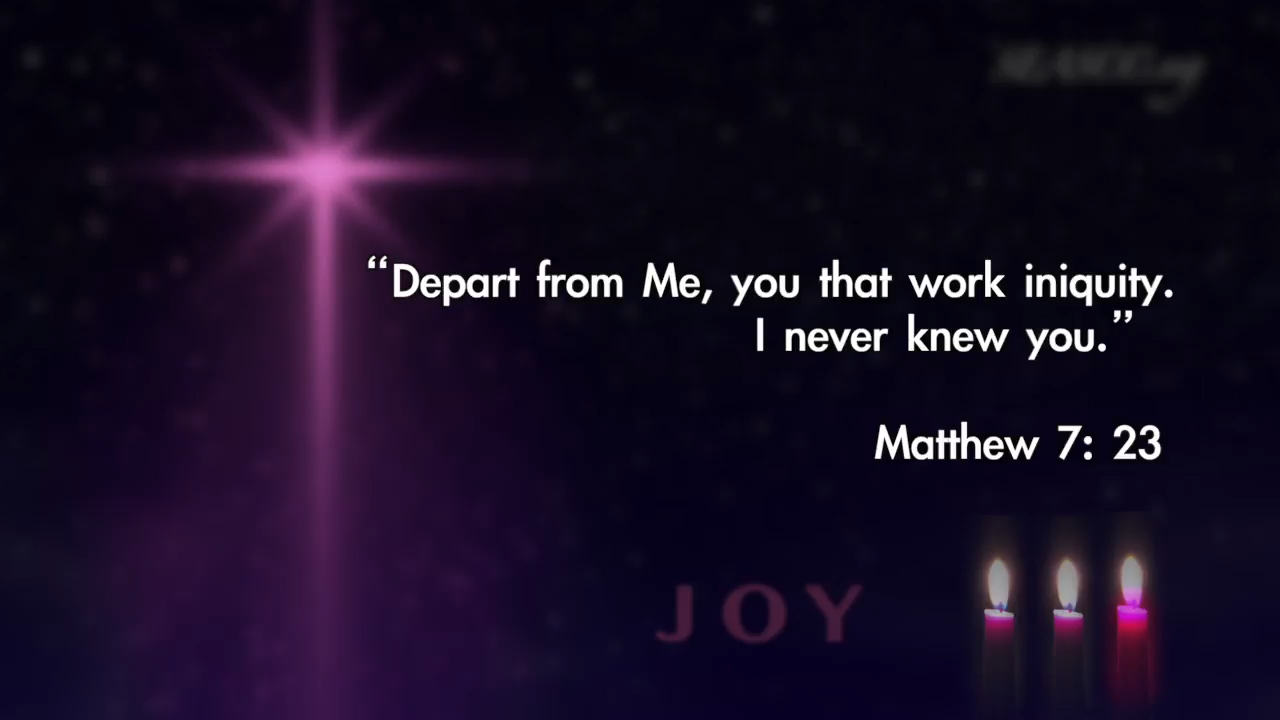 “Depart from Me, you that work iniquity.
I never knew you.”
Matthew 7: 23
JOY